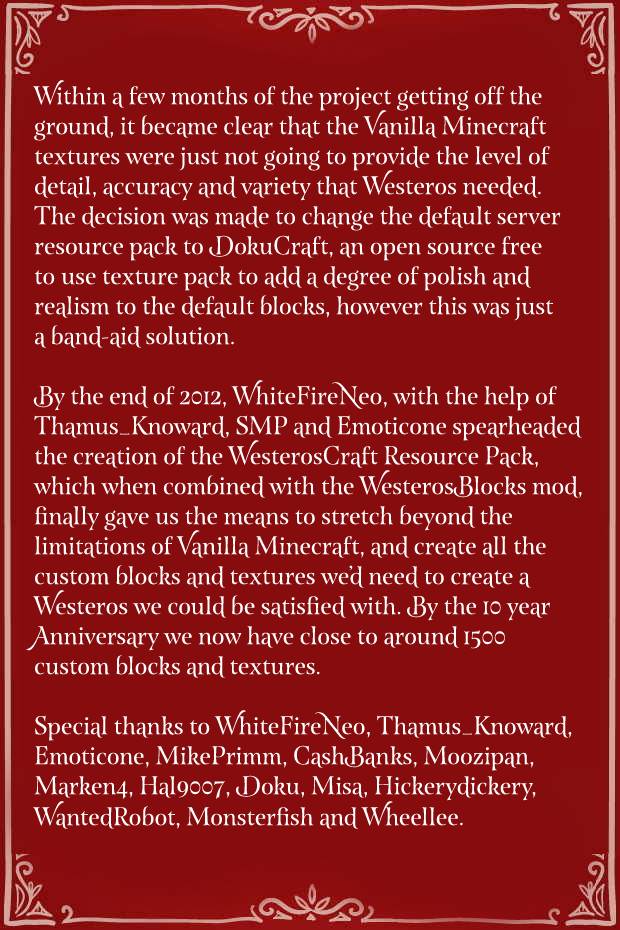 Within a few months of the project getting off the
ground, it became clear that the Vanilla Minecraft
textures were just not going to provide the level of
detail, accuracy and variety that Westeros needed.
The decision was made to change the default server
resource pack to DokuCraft, an open source free
to use texture pack to add a degree of polish and
realism to the default blocks, however this was just
a band-aid solution.
By the end of 2012, WhiteFireNeo, with the help of
Thamus_Knoward, SMP and Emoticone spearheaded
the creation of the WesterosCraft Resource Pack,
which when combined with the WesterosBlocks mod,
finally gave us the means to stretch beyond the
limitations of Vanilla Minecraft, and create all the
custom blocks and textures we'd need to create a
Westeros we could be satisfied with. By the 10 year
Anniversary we now have close to around 1500
custom blocks and textures.
Special thanks to WhiteFireNeo, Thamus_Knoward,
Emoticone, MikePrimm, CashBanks, Moozipan,
Marken4, Hal9007, Doku, Misa, Hickerydickery,
WantedRobot, Monsterfish and Wheellee.